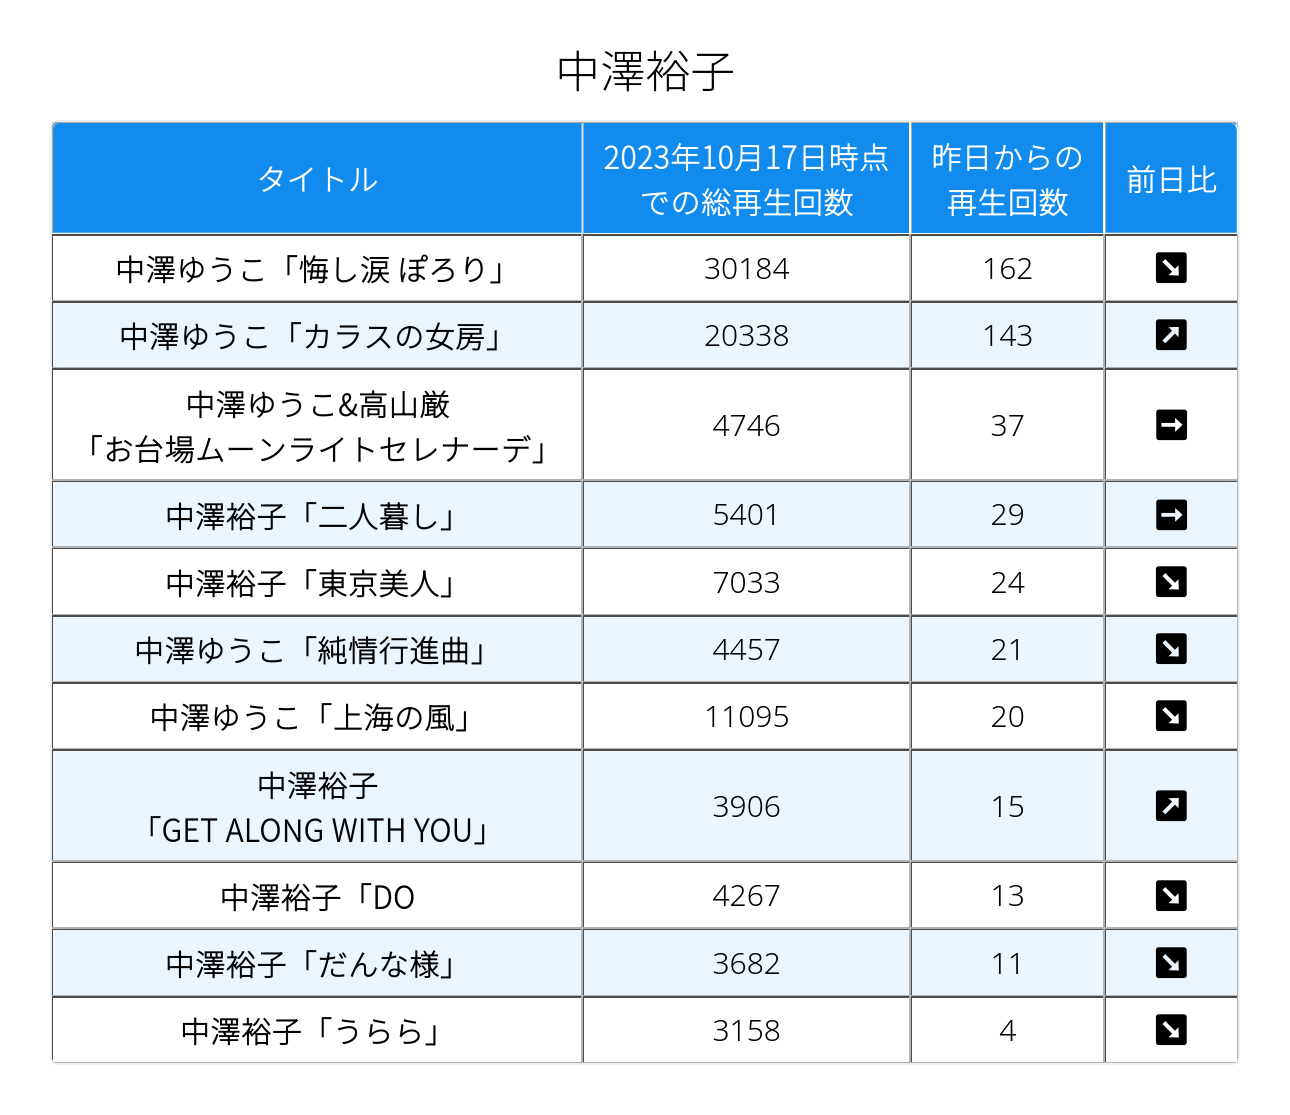 中澤裕子
タイトル
2023年10月17日時点
での総再生回数
昨日からの
再生回数
前日比
中澤ゆうこ「悔し涙 ぽろり」
30184
162
中澤ゆうこ「カラスの女房」
20338
143
中澤ゆうこ&高山厳
「お台場ムーンライトセレナーデ」
4746
37
中澤裕子「二人暮し」
5401
29
中澤裕子「東京美人」
7033
24
中澤ゆうこ「純情行進曲」
4457
21
中澤ゆうこ「上海の風」
11095
20
中澤裕子
「GET ALONG WITH YOU」
3906
15
中澤裕子「DO
4267
13
中澤裕子「だんな様」
3682
11
中澤裕子「うらら」
3158
4